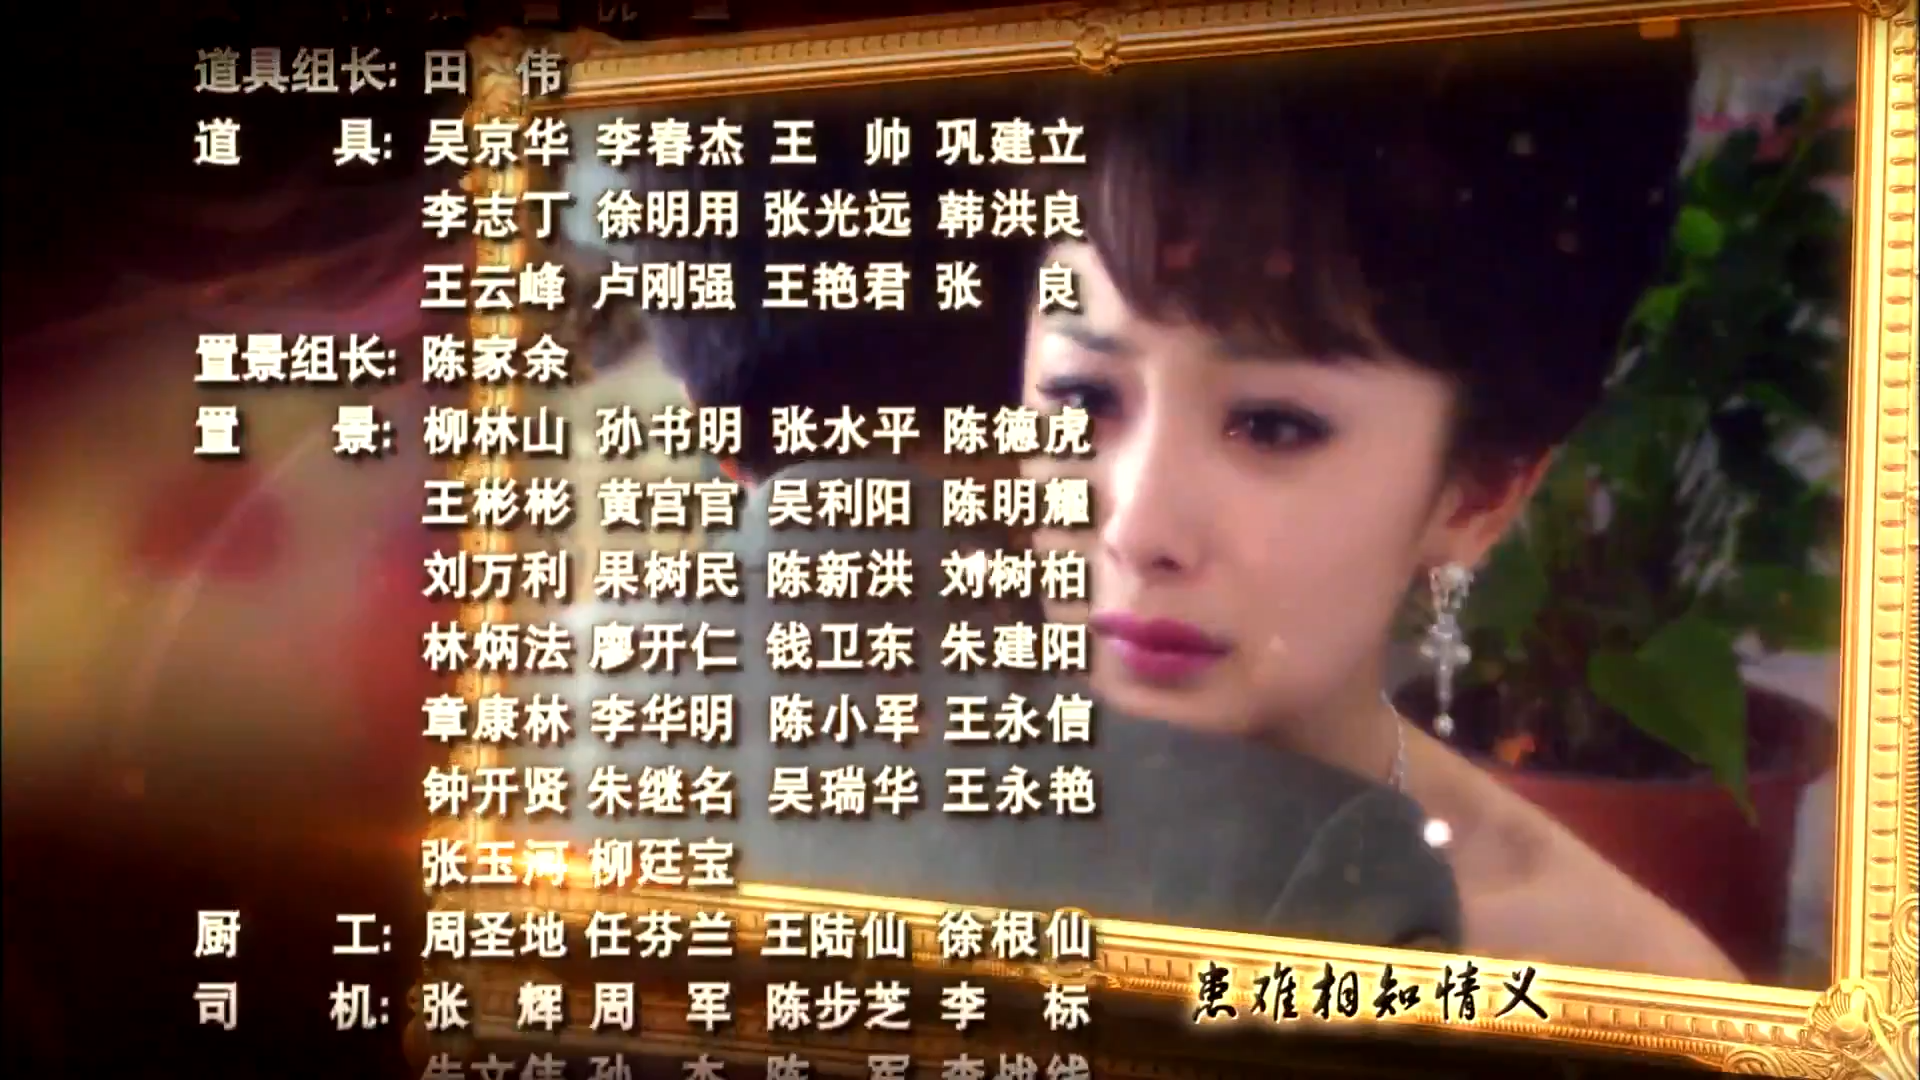 道具组长: 田 伟
道 具: 吴京华 李春杰 王 帅 巩建立
李志丁 徐明用 张光远 韩洪良
王云峰 卢刚强 王艳君 张 良
置景组长: 陈家余
置 景: 柳林山 孙书明 张水平 陈德虎
王彬彬 黄宫官 吴利阳 陈明耀
刘万利 果树民 陈新洪 刘树柏
林炳法 廖开仁 钱卫东 朱建阳
章康林 李华明 陈小军 王永信
钟开贤 朱继名 吴瑞华 王永艳
张玉河 柳廷宝
厨 工: 周圣地 任芬兰 王陆仙 徐根仙
司 机: 张 辉 周 军 陈步芝 李 标
患难相知情义